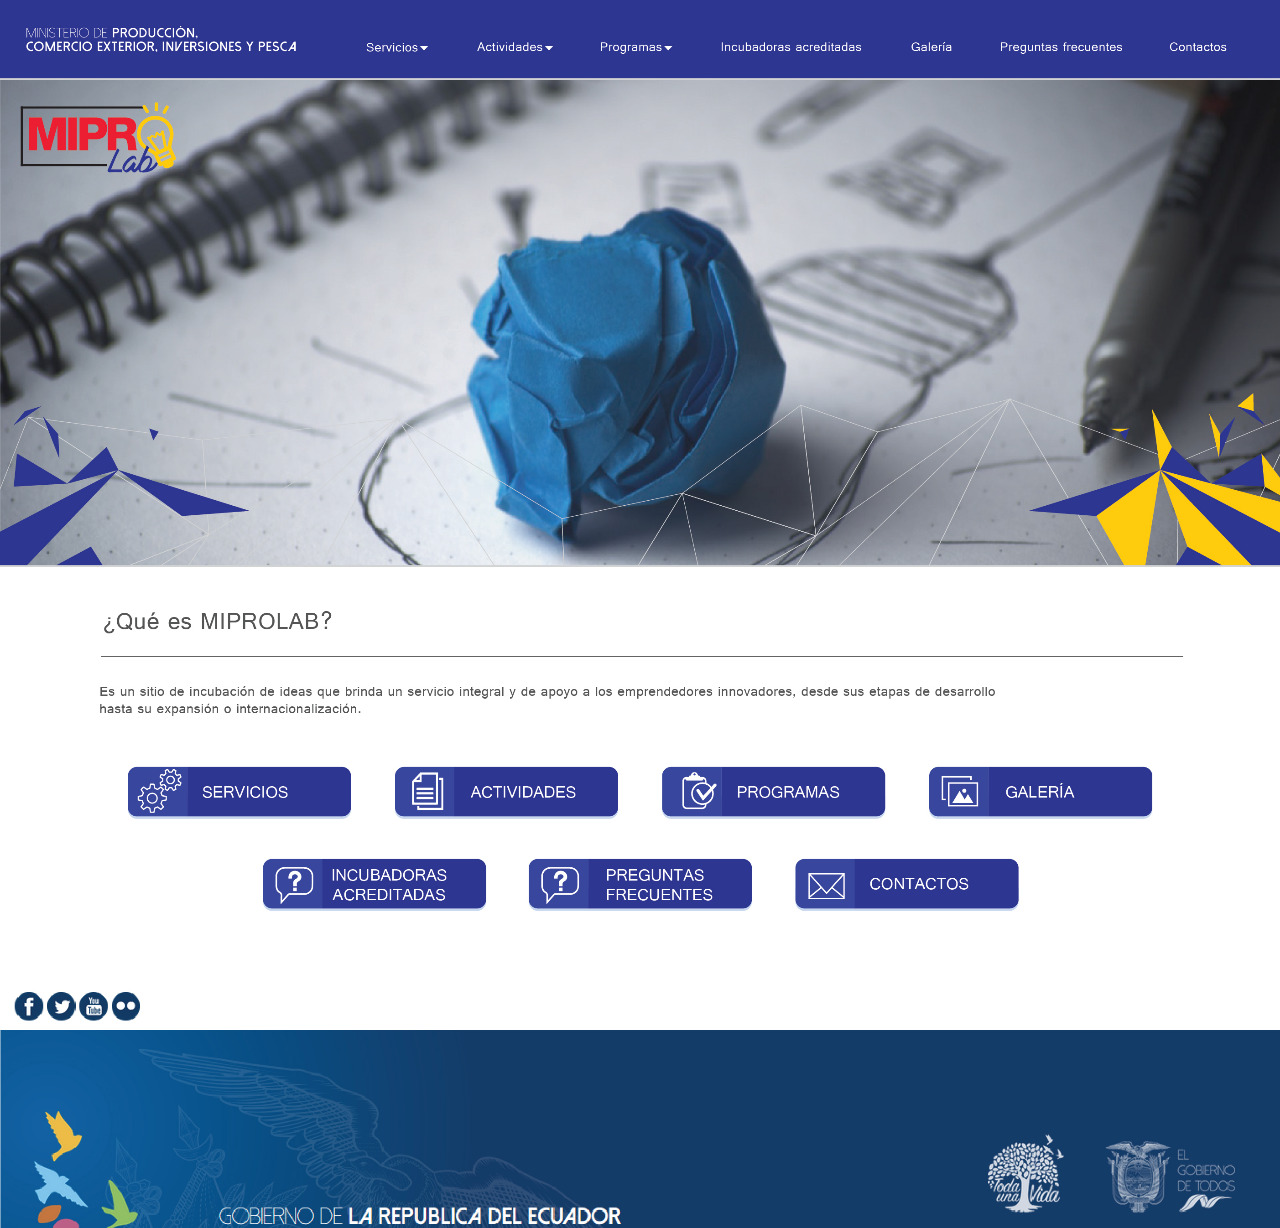 MINISTERIO DE PRODUCCIÓN,
COMERCIO EXTERIOR, INVERSIONES Y PESCA
Servicios
Actividades
Programas
Incubadoras acreditadas
Galería
Preguntas frecuentes
Contactos
MIPRO
Lab
¿Qué es MIPROLAB?
Es un sitio de incubación de ideas que brinda un servicio integral y de apoyo a los emprendedores innovadores, desde sus etapas de desarrollo
hasta su expansión o internacionalización.
SERVICIOS
ACTIVIDADES
PROGRAMAS
GALERÍA
INCUBADORAS
ACREDITADAS
PREGUNTAS
FRECUENTES
CONTACTOS
You
Tube
Toda
una Vida
EL
GOBIERNO
DE TODOS
GOBIERNO DE LA REPUBLICA DEL ECUADOR